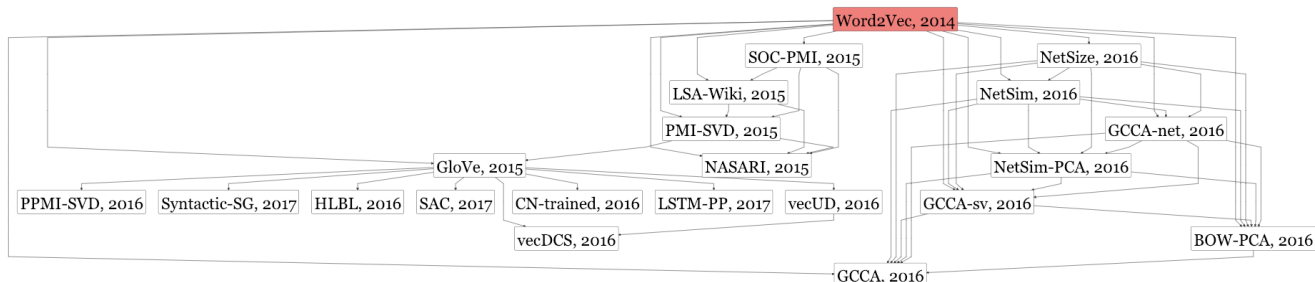 Word2Vec, 2014
SOC-PMI, 2015
NetSize, 2016
LSA-Wiki, 2015
NetSim, 2016
PMI-SVD, 2015
GCCA-net, 2016
GloVe, 2015
NASARI, 2015
NetSim-PCA, 2016
PPMI-SVD, 2016
Syntactic-SG, 2017
HLBL, 2016
SAC, 2017
CN-trained, 2016
LSTM-PP, 2017
vecUD, 2016
GCCA-sv, 2016
vecDCS, 2016
BOW-PCA, 2016
GCCA, 2016